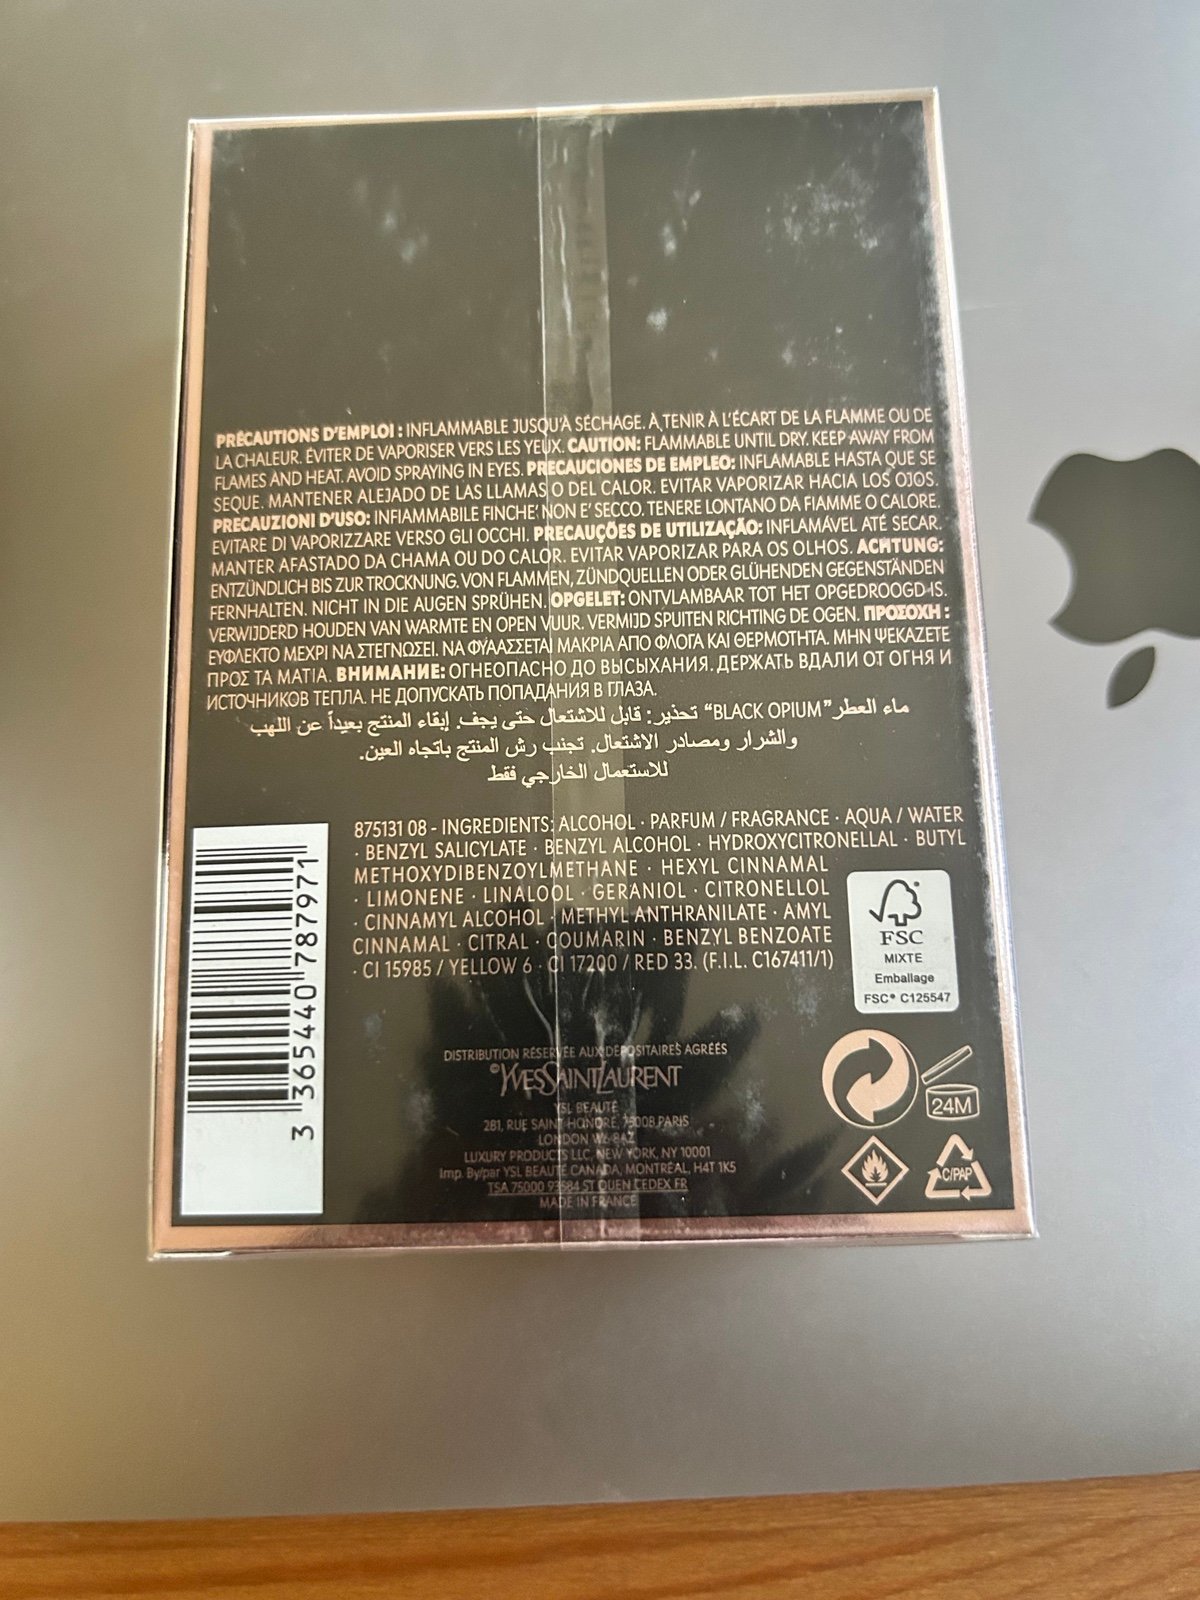 PRÉCAUTIONS D'EMPLOI : INFLAMMABLE JUSQU'À SÉCHAGE. À TENIR À L'ÉCART DE LA FLAMME OU DE
LA CHALEUR. ÉVITER DE VAPORISER VERS LES YEUX. CAUTION: FLAMMABLE UNTIL DRY. KEEP AWAY FROM
FLAMES AND HEAT. AVOID SPRAYING IN EYES. PRECAUCIONES DE EMPLEO: INFLAMABLE HASTA QUE SE
SEQUE. MANTENER ALEJADO DE LAS LLAMAS O DEL CALOR. EVITAR VAPORIZAR HACIA LOS OJOS.
PRECAUZIONI D'USO: INFIAMMABILE FINCHE' NON E' SECCO. TENERE LONTANO DA FIAMME O CALORE.
EVITARE DI VAPORIZZARE VERSO GLI OCCHI. PRECAUÇÕES DE UTILIZAÇÃO: INFLAMÁVEL ATÉ SECAR.
MANTER AFASTADO DA CHAMA OU DO CALOR. EVITAR VAPORIZAR PARA OS OLHOS. ACHTUNG:
ENTZÜNDLICH BIS ZUR TROCKNUNG. VON FLAMMEN, ZÜNDQUELLEN ODER GLÜHENDEN GEGENSTÄNDEN
FERNHALTEN. NICHT IN DIE AUGEN SPRÜHEN. OPGELET: ONTVLAMBAAR TOT HET OPGEDROOGD IS.
VERWIJDERD HOUDEN VAN WARMTE EN OPEN VUUR. VERMIJD SPUITEN RICHTING DE OGEN. ΠΡΟΣΟΧΗ :
ΕΥΦΛΕΚΤΟ ΜΕΧΡΙ ΝΑ ΣΤΕΓΝΩΣΕΙ. ΝΑ ΦΥΛΑΣΣΕΤΑΙ ΜΑΚΡΙΑ ΑΠΟ ΦΛΟΓΑ ΚΑΙ ΘΕΡΜΟΤΗΤΑ. ΜΗΝ ΨΕΚΑΖΕΤΕ
ΠΡΟΣ ΤΑ ΜΑΤΙΑ. ВНИМАНИЕ: ОГНЕОПАСНО ДО ВЫСЫХАНИЯ. ДЕРЖАТЬ ВДАЛИ ОТ ОГНЯ И
ИСТОЧНИКОВ ТЕПЛА. НЕ ДОПУСКАТЬ ПОПАДАНИЯ В ГЛАЗА.
ماء العطر "BLACK OPIUM" تحذير: قابل للاشتعال حتى يجف. إبقاء المنتج بعيداً عن اللهب
والشرار ومصادر الاشتعال. تجنب رش المنتج باتجاه العين.
للاستعمال الخارجي فقط
875131 08 - INGREDIENTS: ALCOHOL · PARFUM / FRAGRANCE · AQUA / WATER
· BENZYL SALICYLATE · BENZYL ALCOHOL · HYDROXYCITRONELLAL · BUTYL
METHOXYDIBENZOYLMETHANE · HEXYL CINNAMAL
· LIMONENE · LINALOOL · GERANIOL · CITRONELLOL
· CINNAMYL ALCOHOL · METHYL ANTHRANILATE · AMYL
CINNAMAL · CITRAL · COUMARIN · BENZYL BENZOATE
· CI 15985 / YELLOW 6 · CI 17200 / RED 33. (F.I.L. C167411/1)
3 365440 787971
FSC
MIXTE
Emballage
FSC® C125547
DISTRIBUTION RÉSERVÉE AUX DÉPOSITAIRES AGRÉÉS
©YVESSAINTLAURENT
YSL BEAUTÉ
281, RUE SAINT-HONORÉ, 75008 PARIS
LONDON W6 8AZ
LUXURY PRODUCTS LLC, NEW YORK, NY 10001
Imp. By/par YSL BEAUTÉ CANADA, MONTRÉAL, H4T 1K5
TSA 75000 93584 ST OUEN CEDEX FR
MADE IN FRANCE
24M
C/PAP